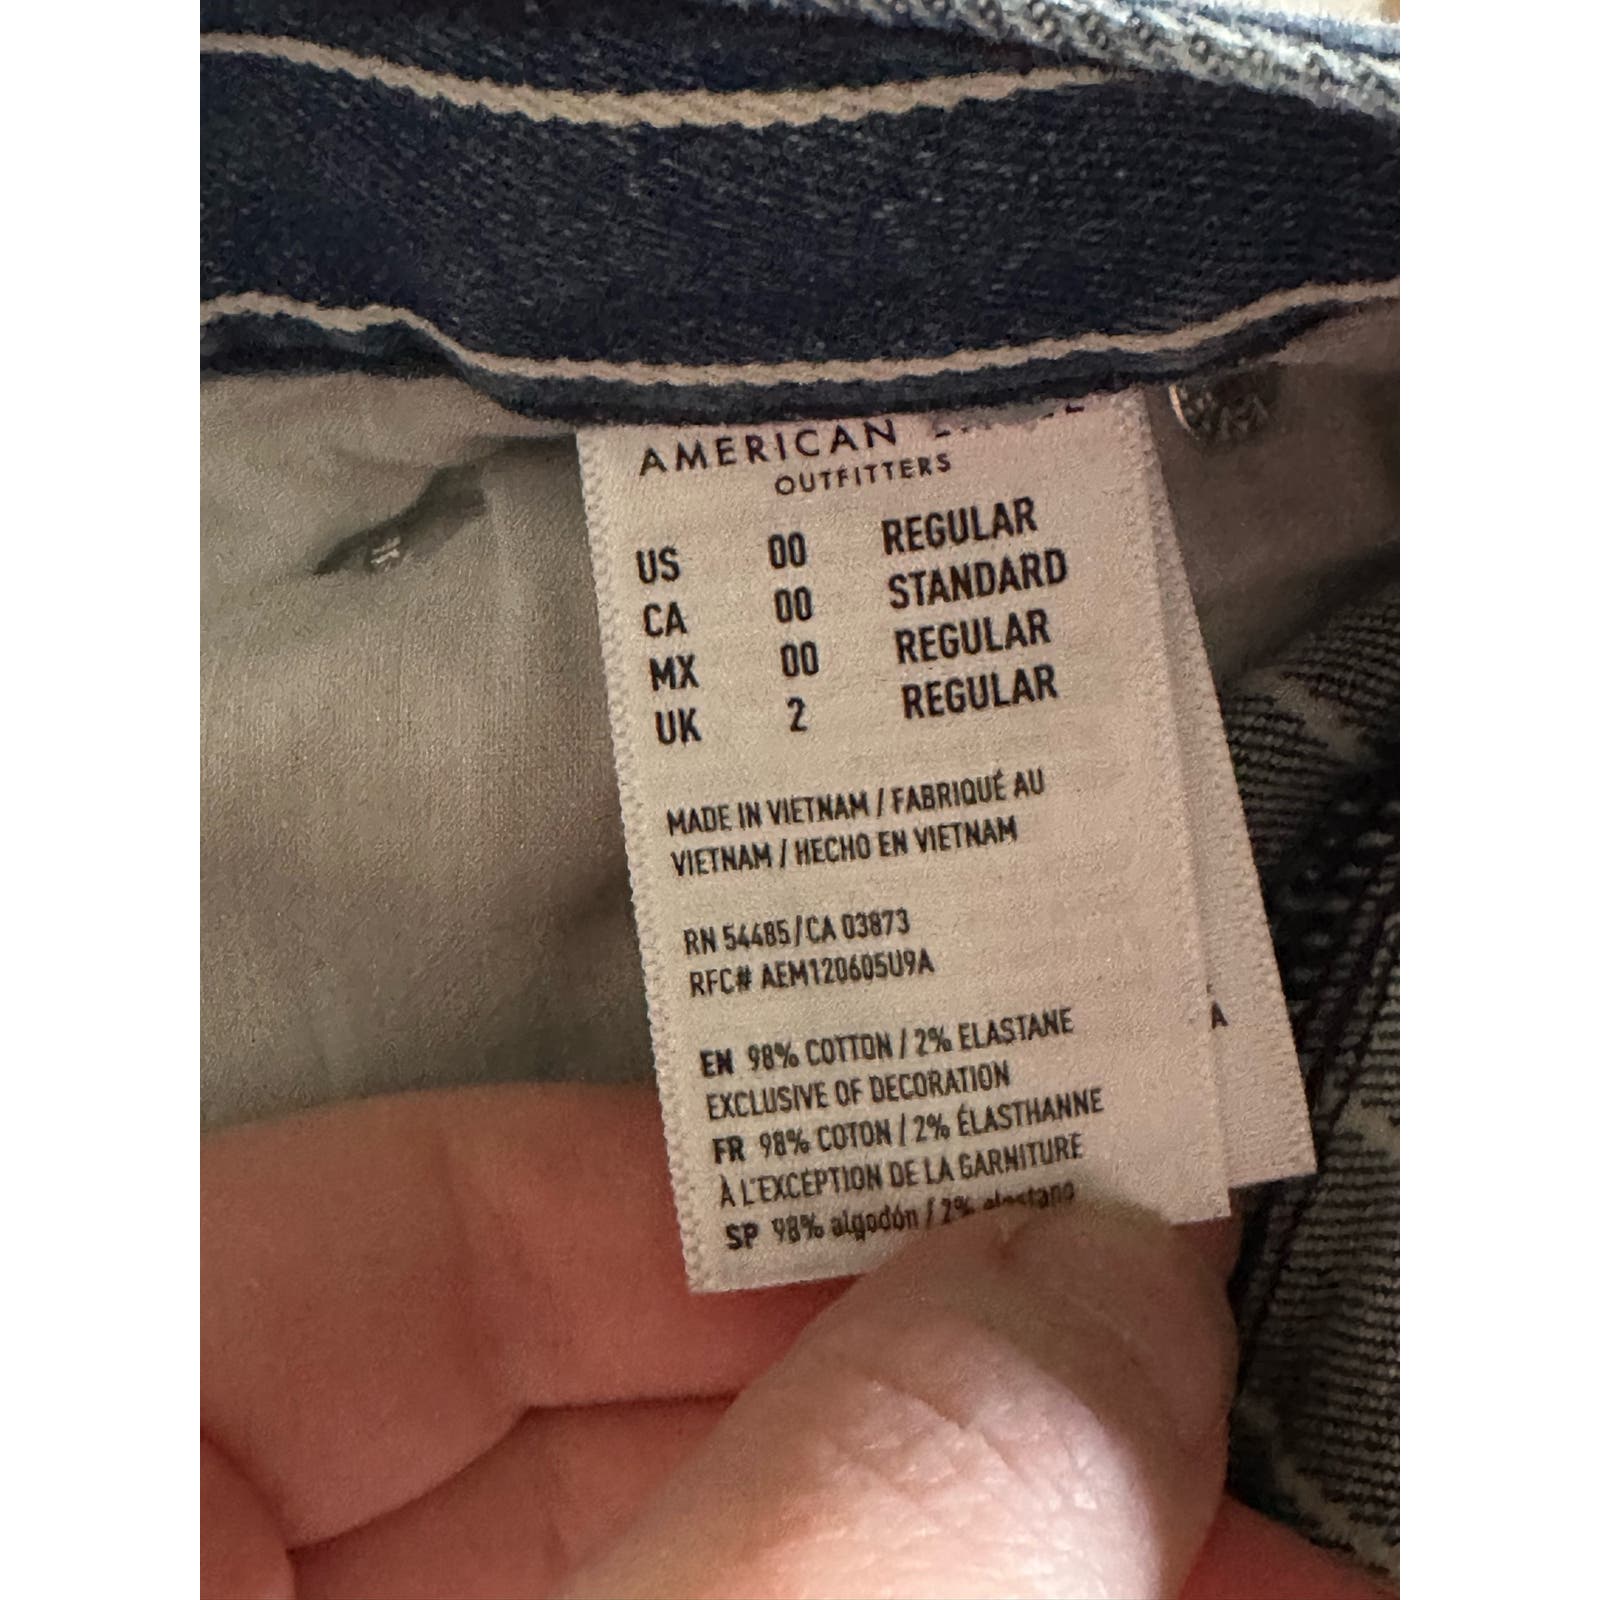 AMERICAN
OUTFITTERS
US 00 REGULAR
CA 00 STANDARD
MX 00 REGULAR
UK 2 REGULAR
MADE IN VIETNAM / FABRIQUÉ AU
VIETNAM / HECHO EN VIETNAM
RN 54485/CA 03873
RFC# AEM120605U9A
EN 98% COTTON / 2% ELASTANE
EXCLUSIVE OF DECORATION
FR 98% COTON / 2% ÉLASTHANNE
À L'EXCEPTION DE LA GARNITURE
SP 98% algodón / 2% elastano
A